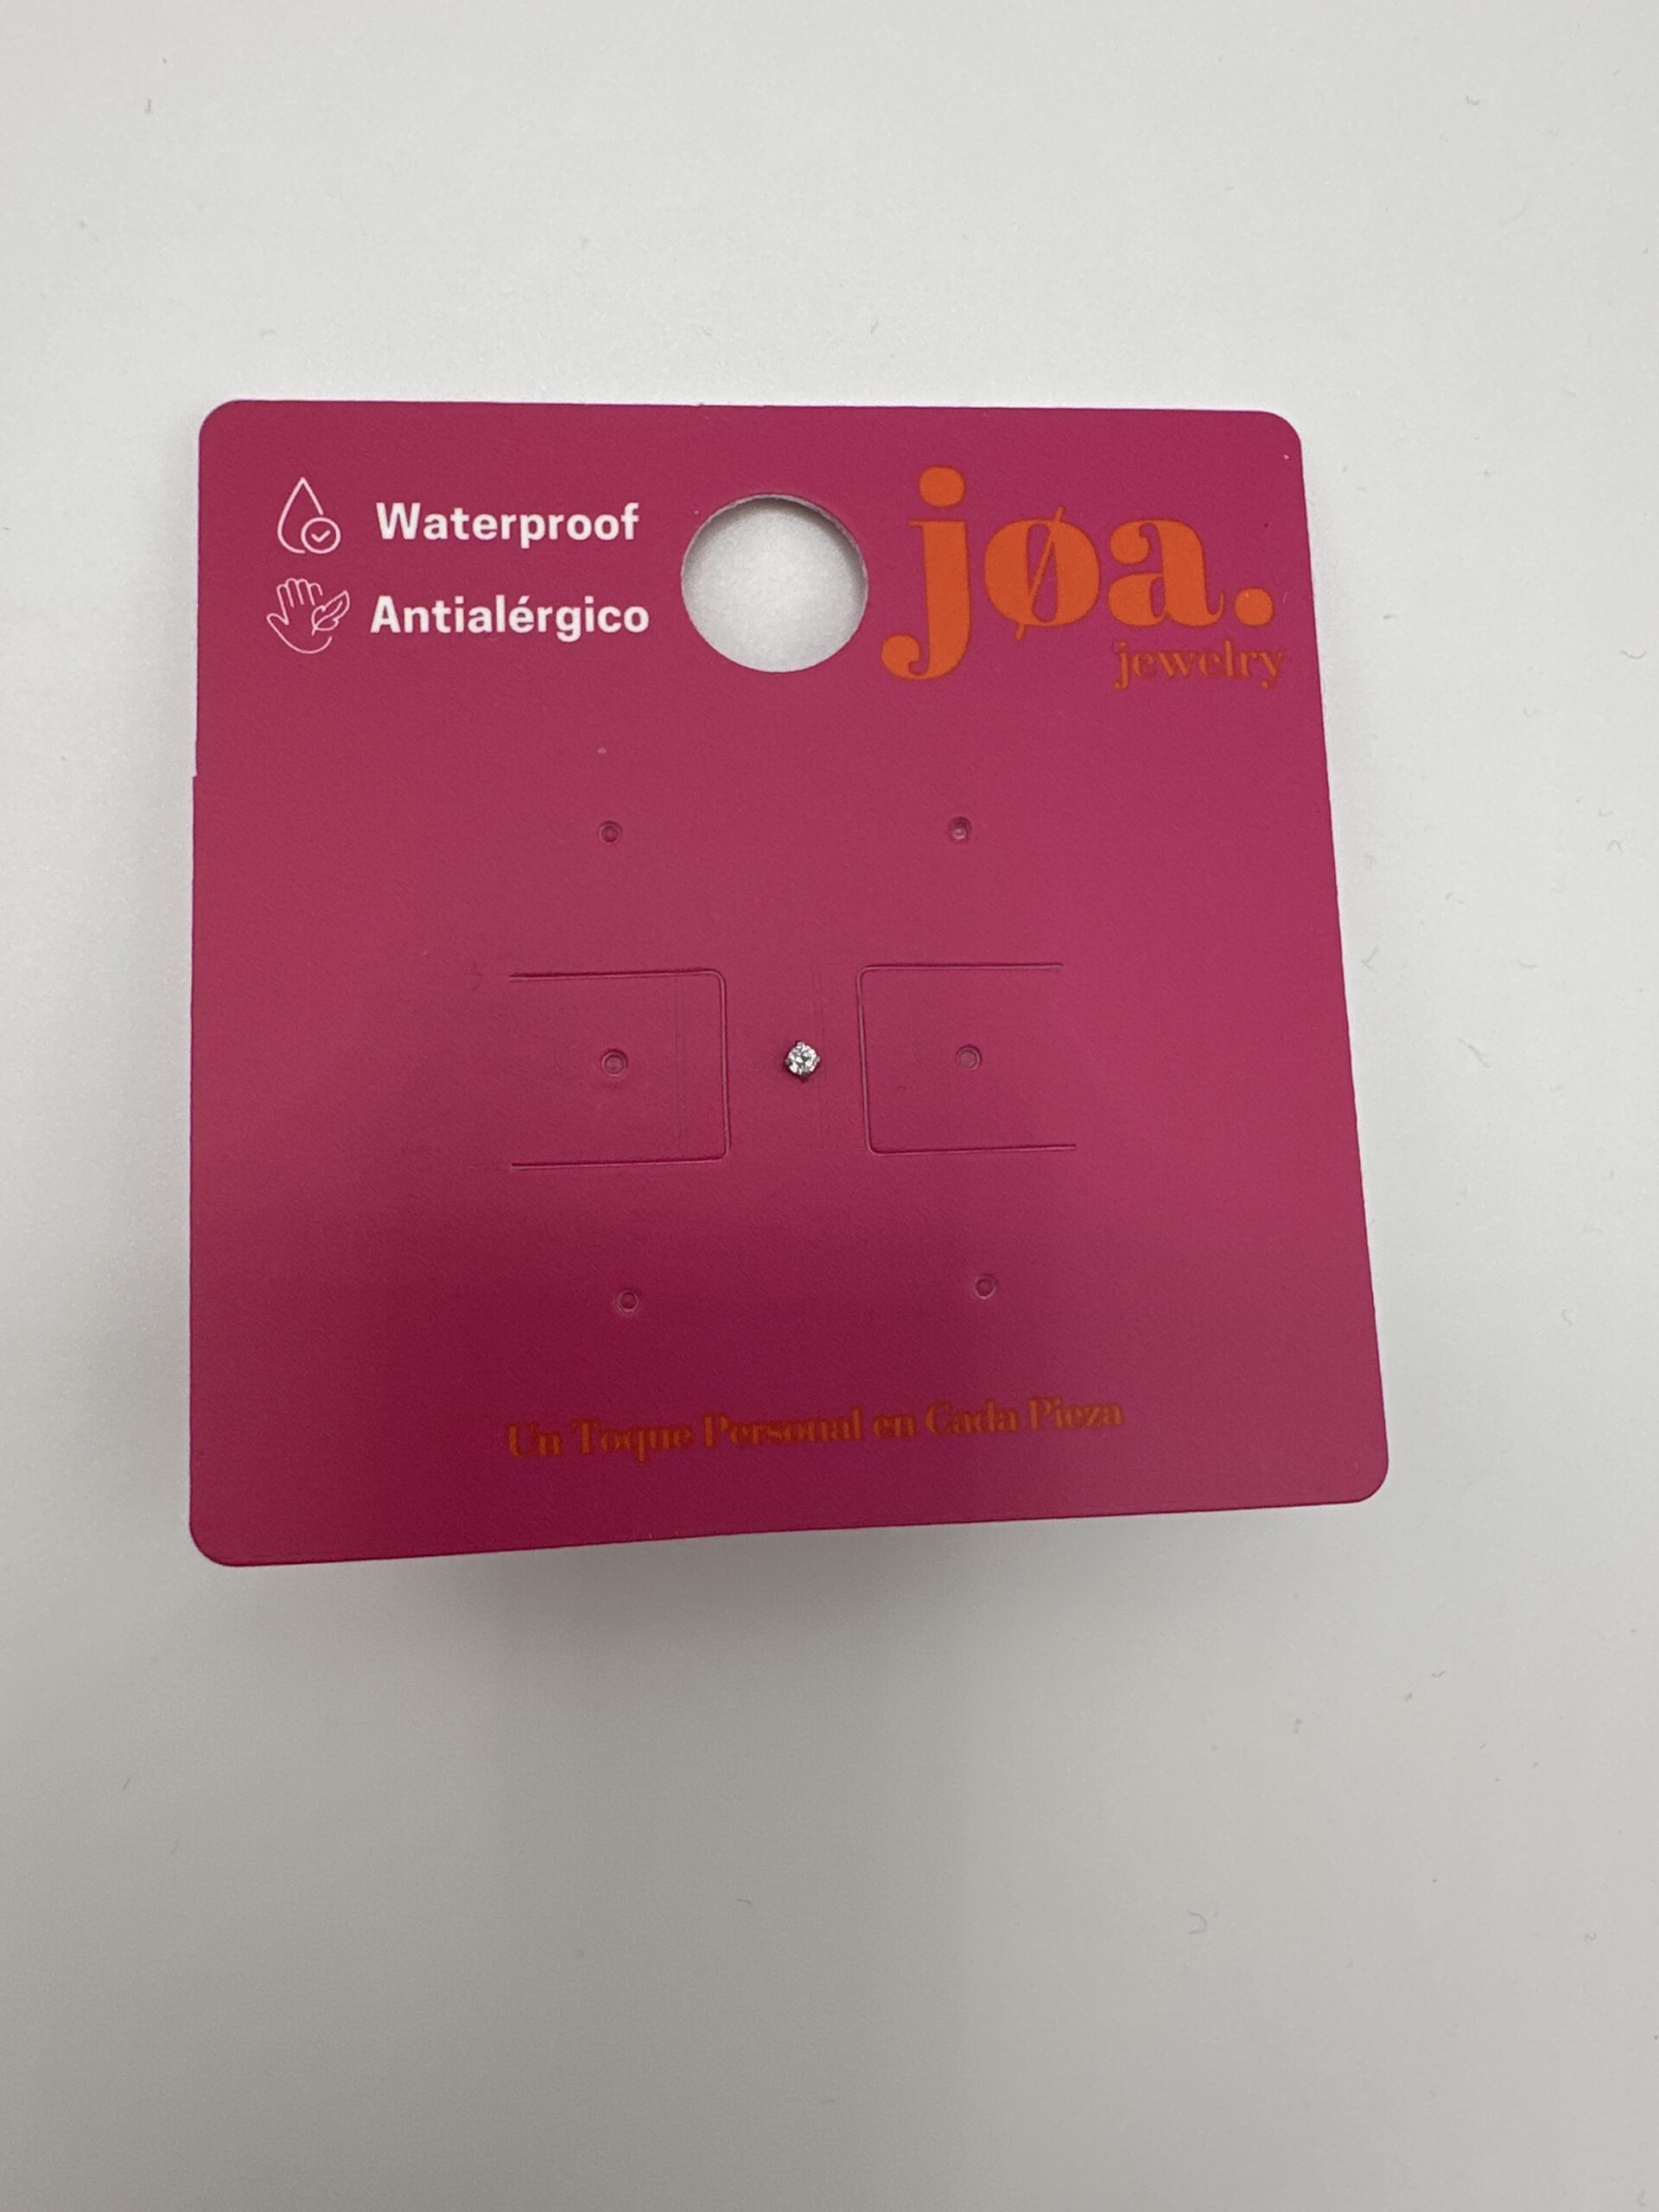 Waterproof
Antialérgico
jøa.
jewelry
Un Toque Personal en Cada Pieza